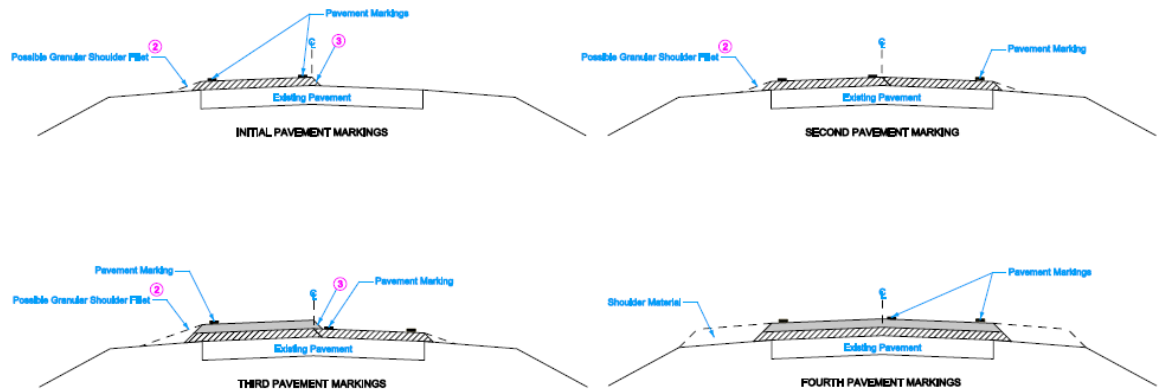 Pavement Markings
Possible Granular Shoulder Fillet ②
℄
③
Existing Pavement
INITIAL PAVEMENT MARKINGS
Possible Granular Shoulder Fillet ②
℄
Pavement Marking
Existing Pavement
SECOND PAVEMENT MARKING
Pavement Marking
Possible Granular Shoulder Fillet ②
℄
③
Pavement Marking
Existing Pavement
THIRD PAVEMENT MARKINGS
Shoulder Material
℄
Pavement Markings
Existing Pavement
FOURTH PAVEMENT MARKINGS